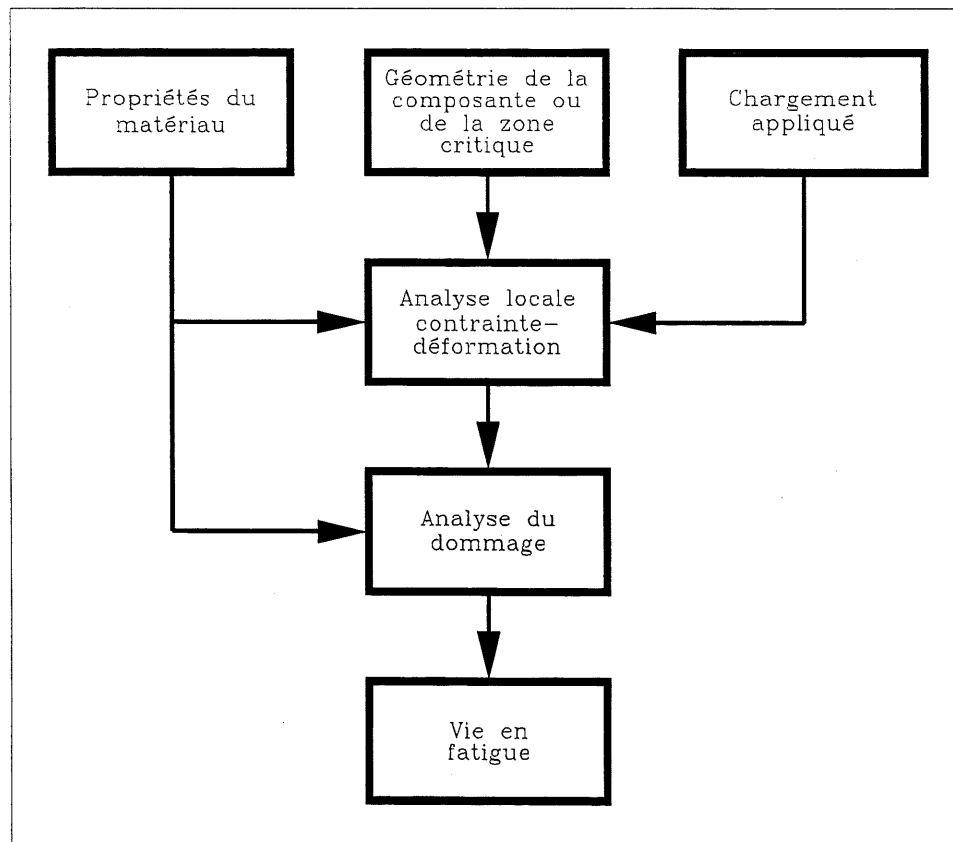 Propriétés du
matériau
Géométrie de la
composante ou
de la zone
critique
Chargement
appliqué
Analyse locale
contrainte-
déformation
Analyse du
dommage
Vie en
fatigue